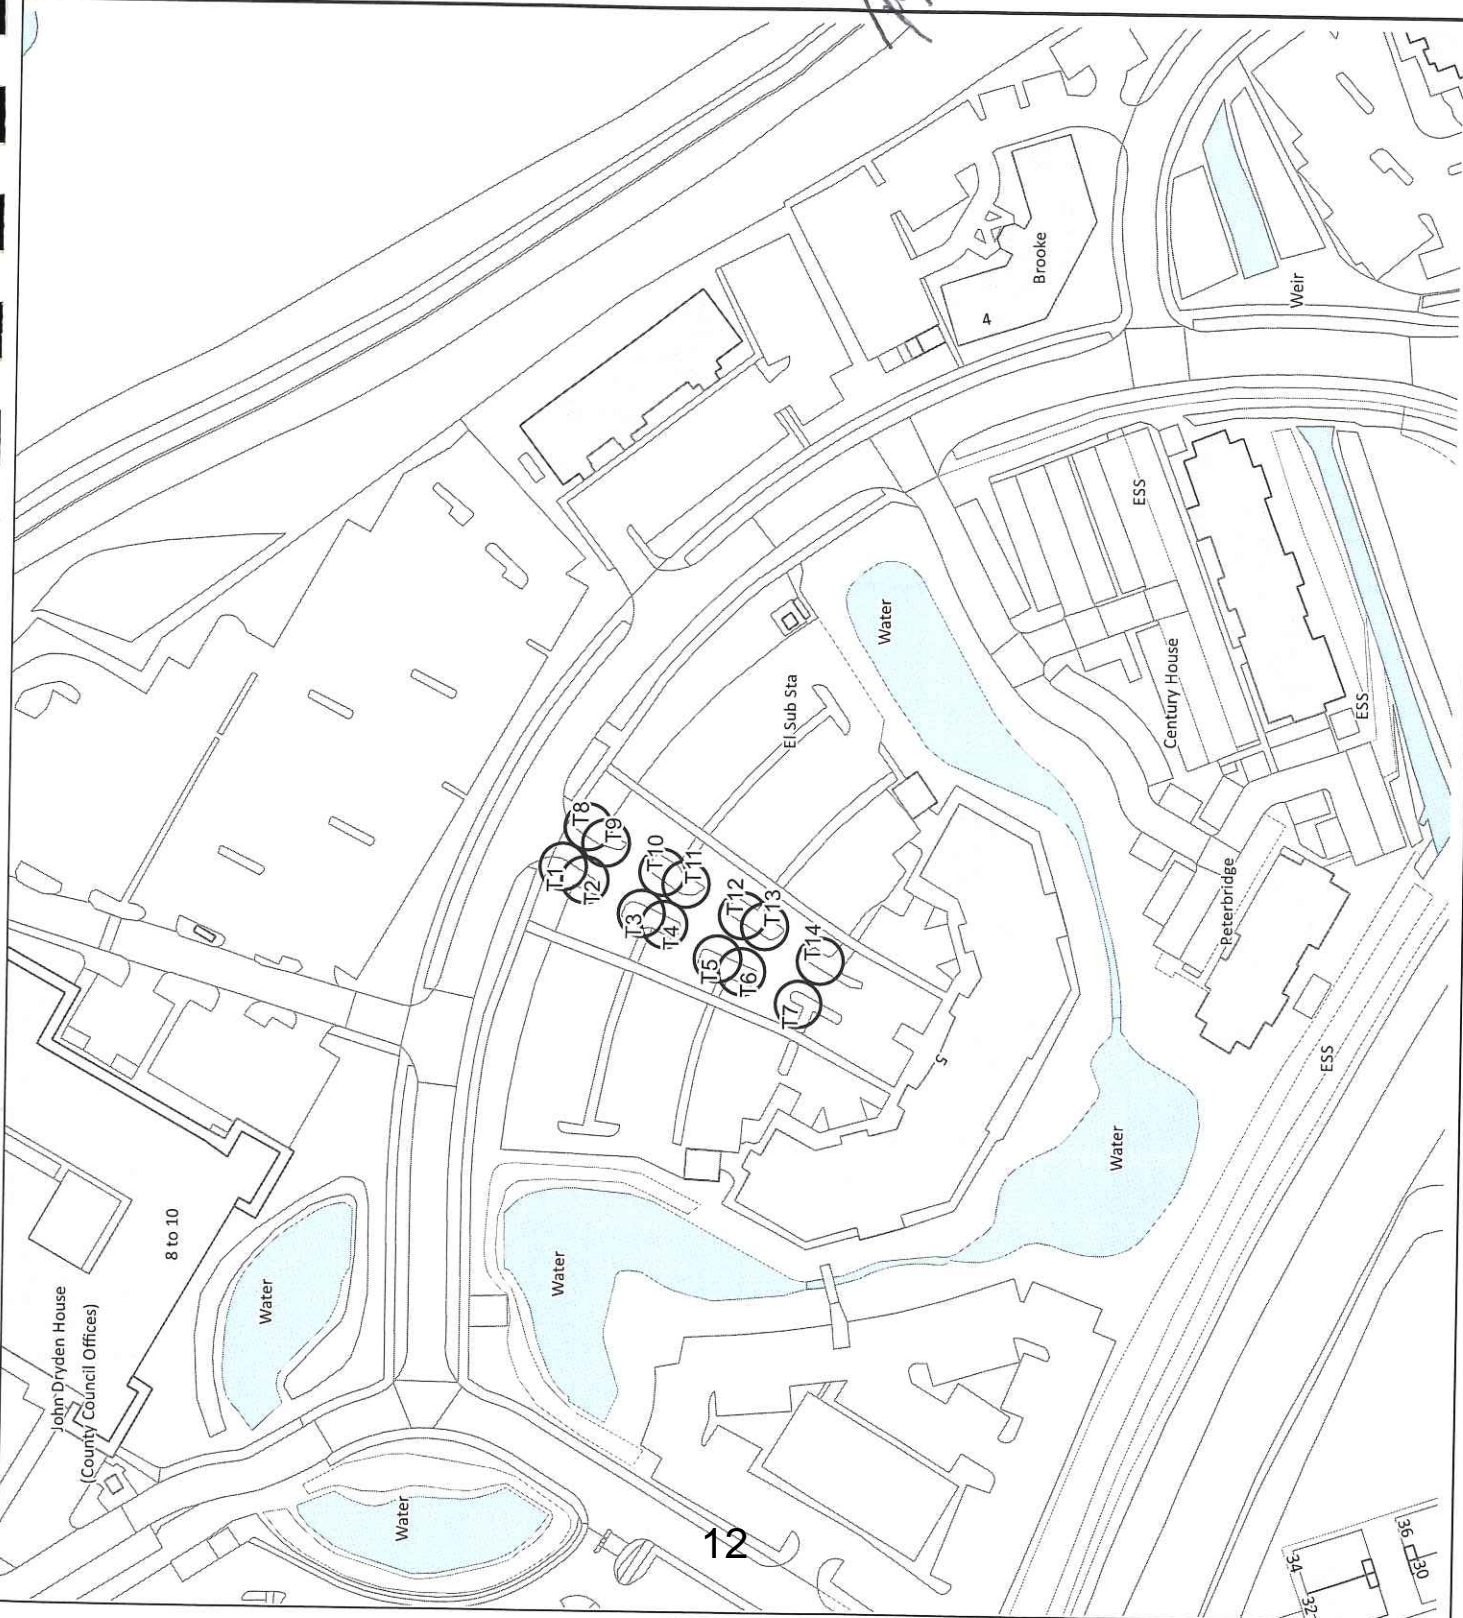 Brooke
4
Weir
ESS
Water
El Sub Sta
Century House
ESS
T8
T9
T1
T2
T10
T11
T3
T4
T12
T13
T5
T6
T14
T7
5
Peterbridge
ESS
Water
8 to 10
Water
Water
John Dryden House
(County Council Offices)
Water
12
34
32
36
30